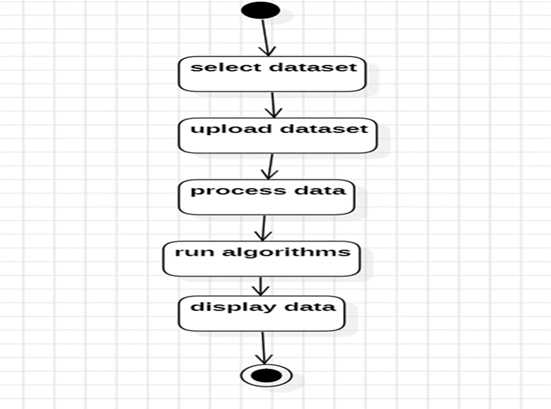 select dataset
upload dataset
process data
run algorithms
display data